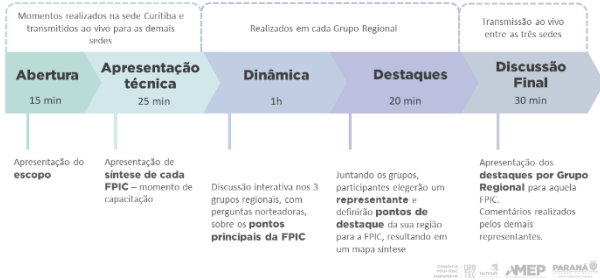 Momentos realizados na sede Curitiba e
transmitidos ao vivo para as demais
sedes
Realizados em cada Grupo Regional
Transmissão ao vivo
entre as três sedes
Abertura
15 min
Apresentação
técnica
25 min
Dinâmica
1h
Destaques
20 min
Discussão
Final
30 min
Apresentação do
escopo
Apresentação de
síntese de cada
FPIC – momento de
capacitação
Discussão interativa nos 3
grupos regionais, com
perguntas norteadoras,
sobre os pontos
principais da FPIC
Juntando os grupos,
participantes elegerão um
representante e
definirão pontos de
destaque da sua região
para a FPIC, resultando em
um mapa síntese
Apresentação dos
destaques por Grupo
Regional para aquela
FPIC.
Comentários realizados
pelos demais
representantes.
AMEP
PARANÁ